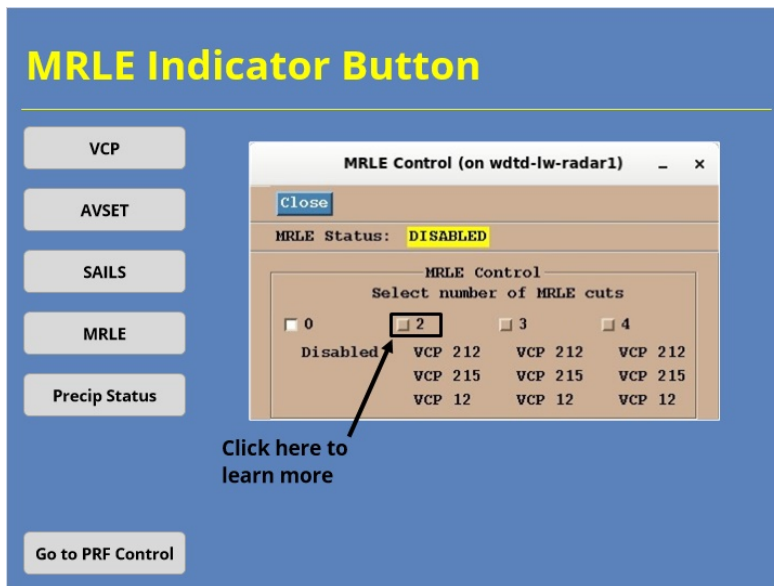 MRLE Indicator Button
VCP
AVSET
SAILS
MRLE
Precip Status
Go to PRF Control
MRLE Control (on wdtd-lw-radar1) _ x
Close
MRLE Status: DISABLED
MRLE Control
Select number of MRLE cuts
0 2 3 4
Disabled VCP 212 VCP 212 VCP 212
VCP 215 VCP 215 VCP 215
VCP 12 VCP 12 VCP 12
Click here to
learn more